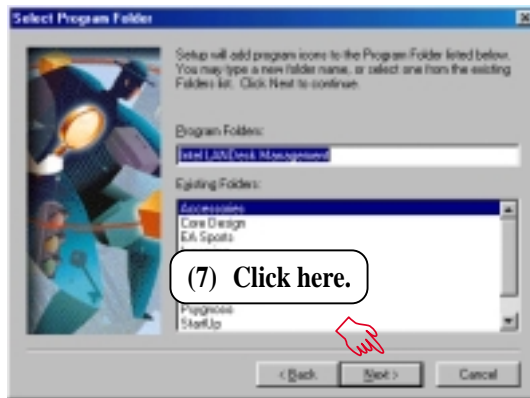 Select Program Folder
Setup will add program icons to the Program Folder listed below.
You may type a new folder name, or select one from the existing
Folders list. Click Next to continue.
Program Folders:
Intel LANDesk Management
Existing Folders:
Accessories
Core Design
EA Sports
(7) Click here.
Psygnosis
StartUp
< Back
Next >
Cancel